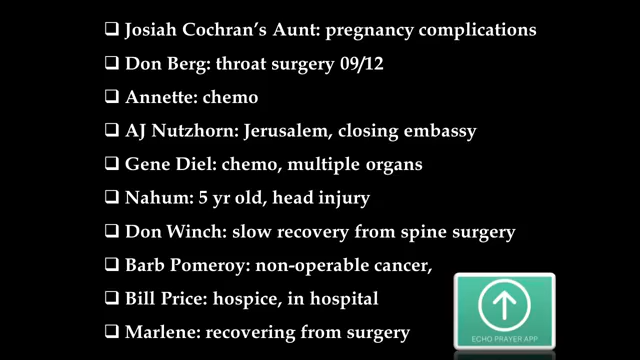 ❑ Josiah Cochran’s Aunt: pregnancy complications
❑ Don Berg: throat surgery 09/12
❑ Annette: chemo
❑ AJ Nutzhorn: Jerusalem, closing embassy
❑ Gene Diel: chemo, multiple organs
❑ Nahum: 5 yr old, head injury
❑ Don Winch: slow recovery from spine surgery
❑ Barb Pomeroy: non-operable cancer,
❑ Bill Price: hospice, in hospital
❑ Marlene: recovering from surgery
ECHO PRAYER APP